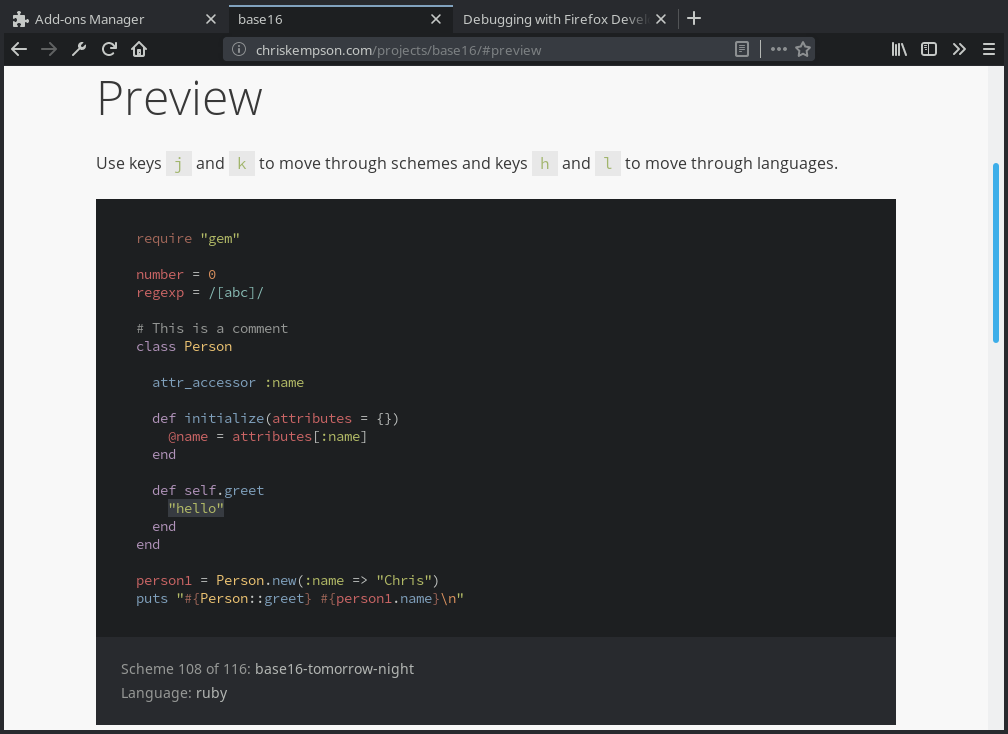 Add-ons Manager
base16
Debugging with Firefox Devel
chriskempson.com/projects/base16/#preview
Preview
Use keys j and k to move through schemes and keys h and l to move through languages.
require "gem"
number = 0
regexp = /[abc]/
# This is a comment
class Person
attr_accessor :name
def initialize(attributes = {})
@name = attributes[:name]
end
def self.greet
"hello"
end
end
person1 = Person.new(:name => "Chris")
puts "#{Person::greet} #{person1.name}\n"
Scheme 108 of 116: base16-tomorrow-night
Language: ruby